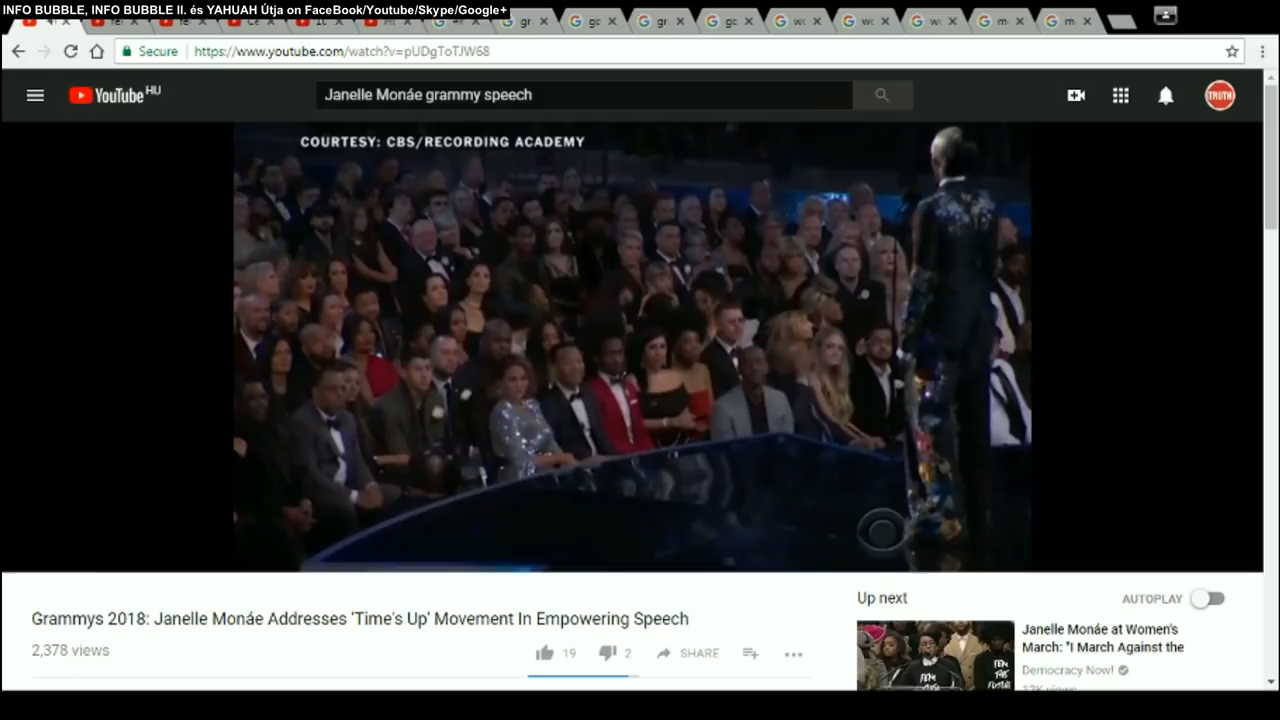 INFO BUBBLE, INFO BUBBLE II. és YAHUAH Útja on FaceBook/Youtube/Skype/Google+
Secure https://www.youtube.com/watch?v=pUDgToTJW68
YouTube HU
Janelle Monáe grammy speech
TRUTH
COURTESY: CBS/RECORDING ACADEMY
Grammys 2018: Janelle Monáe Addresses 'Time's Up' Movement In Empowering Speech
2,378 views
19
2
SHARE
Up next
AUTOPLAY
Janelle Monáe at Women's
March: "I March Against the
Democracy Now!